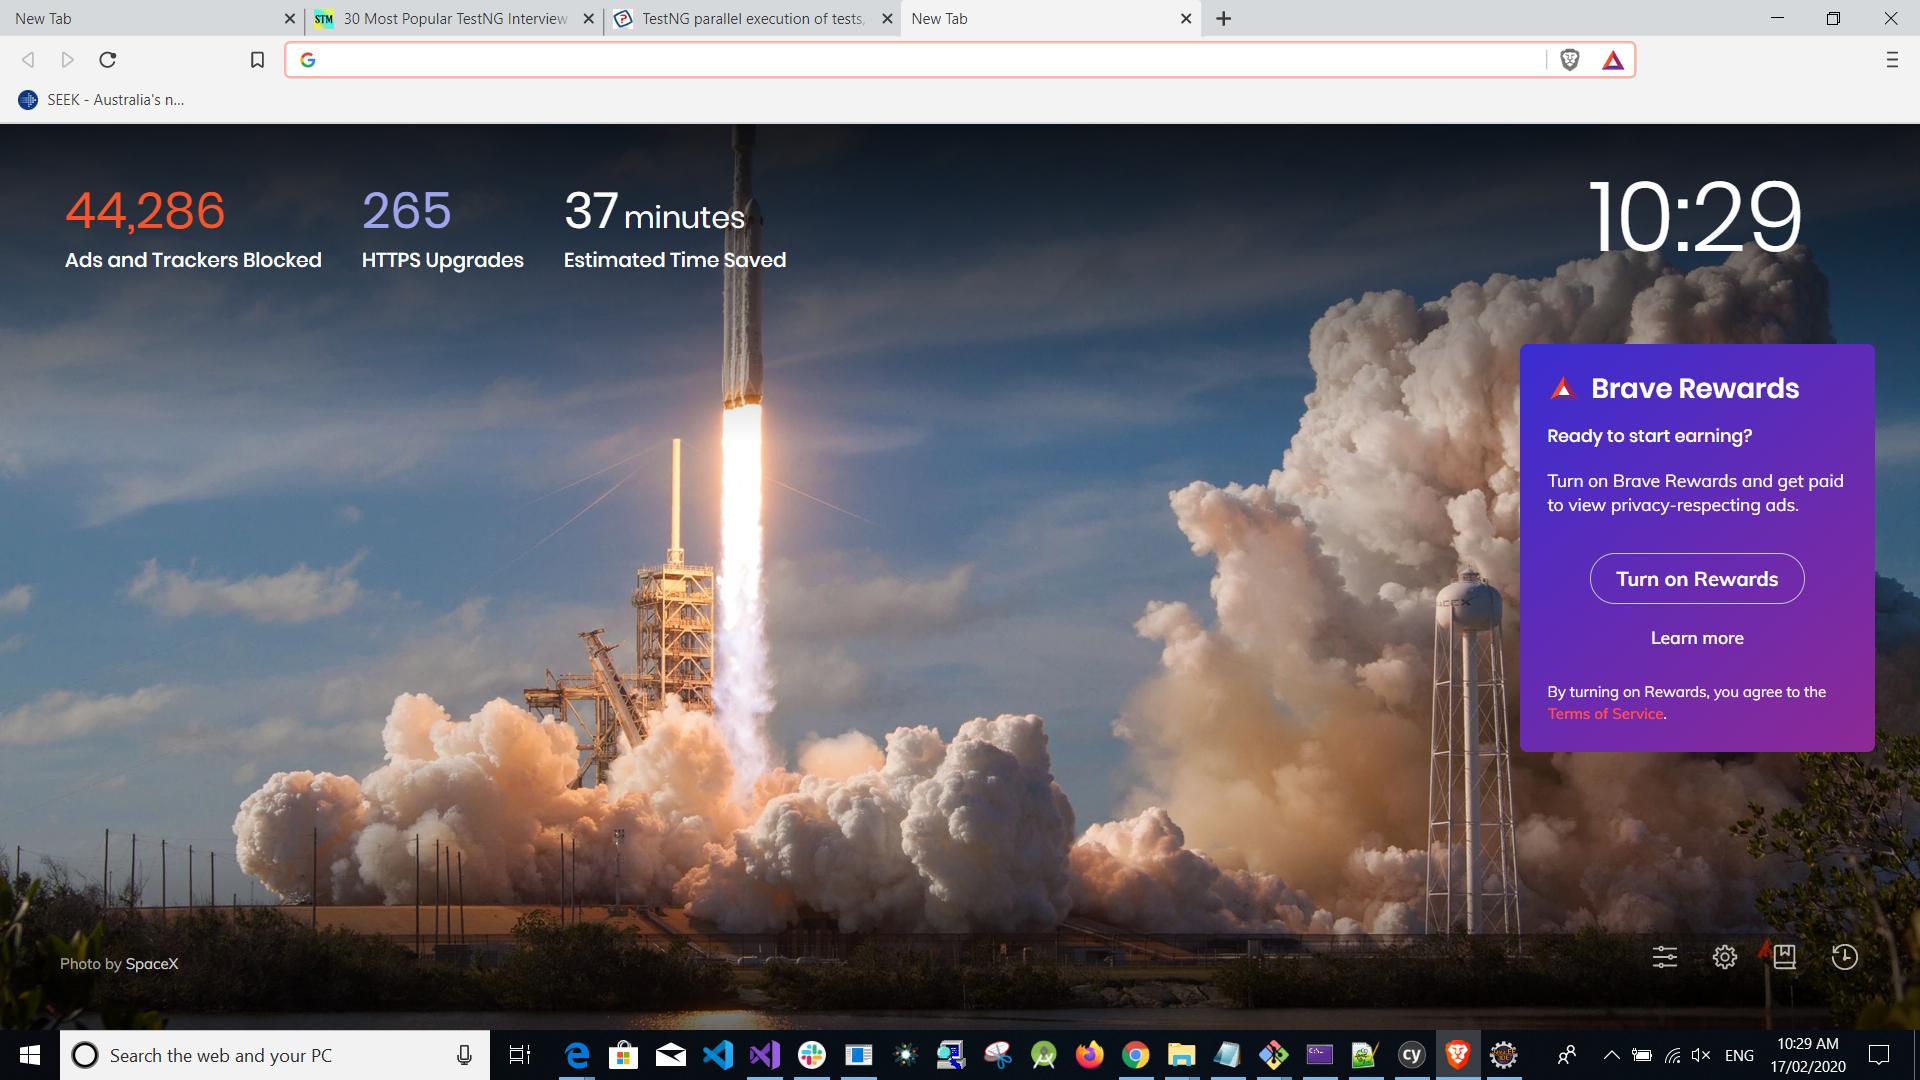 New Tab
STM 30 Most Popular TestNG Interview
TestNG parallel execution of tests,
New Tab
SEEK - Australia's n...
44,286
Ads and Trackers Blocked
265
HTTPS Upgrades
37 minutes
Estimated Time Saved
10:29
Brave Rewards
Ready to start earning?
Turn on Brave Rewards and get paid
to view privacy-respecting ads.
Turn on Rewards
Learn more
By turning on Rewards, you agree to the
Terms of Service.
Photo by SpaceX
Search the web and your PC
cy
ENG
10:29 AM
17/02/2020